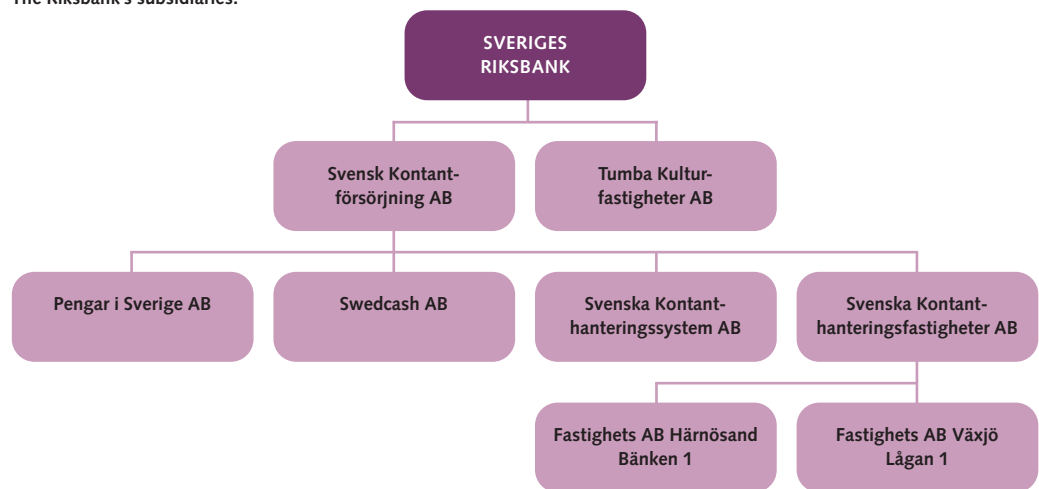 The Riksbank's subsidiaries.
SVERIGES
RIKSBANK
Svensk Kontant-
försörjning AB
Tumba Kultur-
fastigheter AB
Pengar i Sverige AB
Swedcash AB
Svenska Kontant-
hanteringssystem AB
Svenska Kontant-
hanteringsfastigheter AB
Fastighets AB Härnösand
Bänken 1
Fastighets AB Växjö
Lågan 1